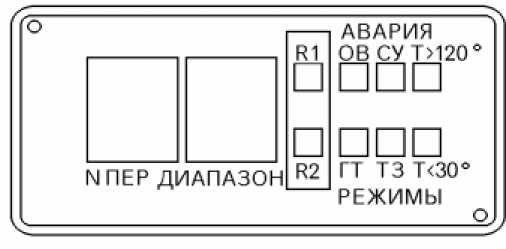 АВАРИЯ
R1 ОВ СУ Т>120°
N ПЕР ДИАПАЗОН R2 ГТ ТЗ Т<30°
РЕЖИМЫ